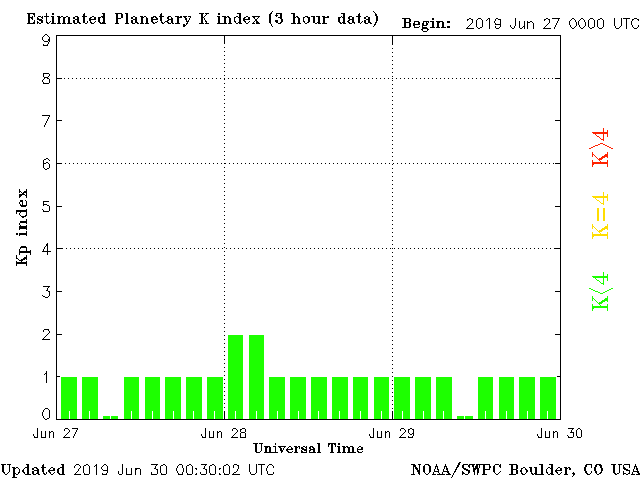 Estimated Planetary K index (3 hour data)
Begin: 2019 Jun 27 0000 UTC
9
8
7
6
5
4
3
2
1
0
Kp index
K>4
K=4
K<4
Jun 27
Jun 28
Jun 29
Jun 30
Universal Time
Updated 2019 Jun 30 00:30:02 UTC
NOAA/SWPC Boulder, CO USA